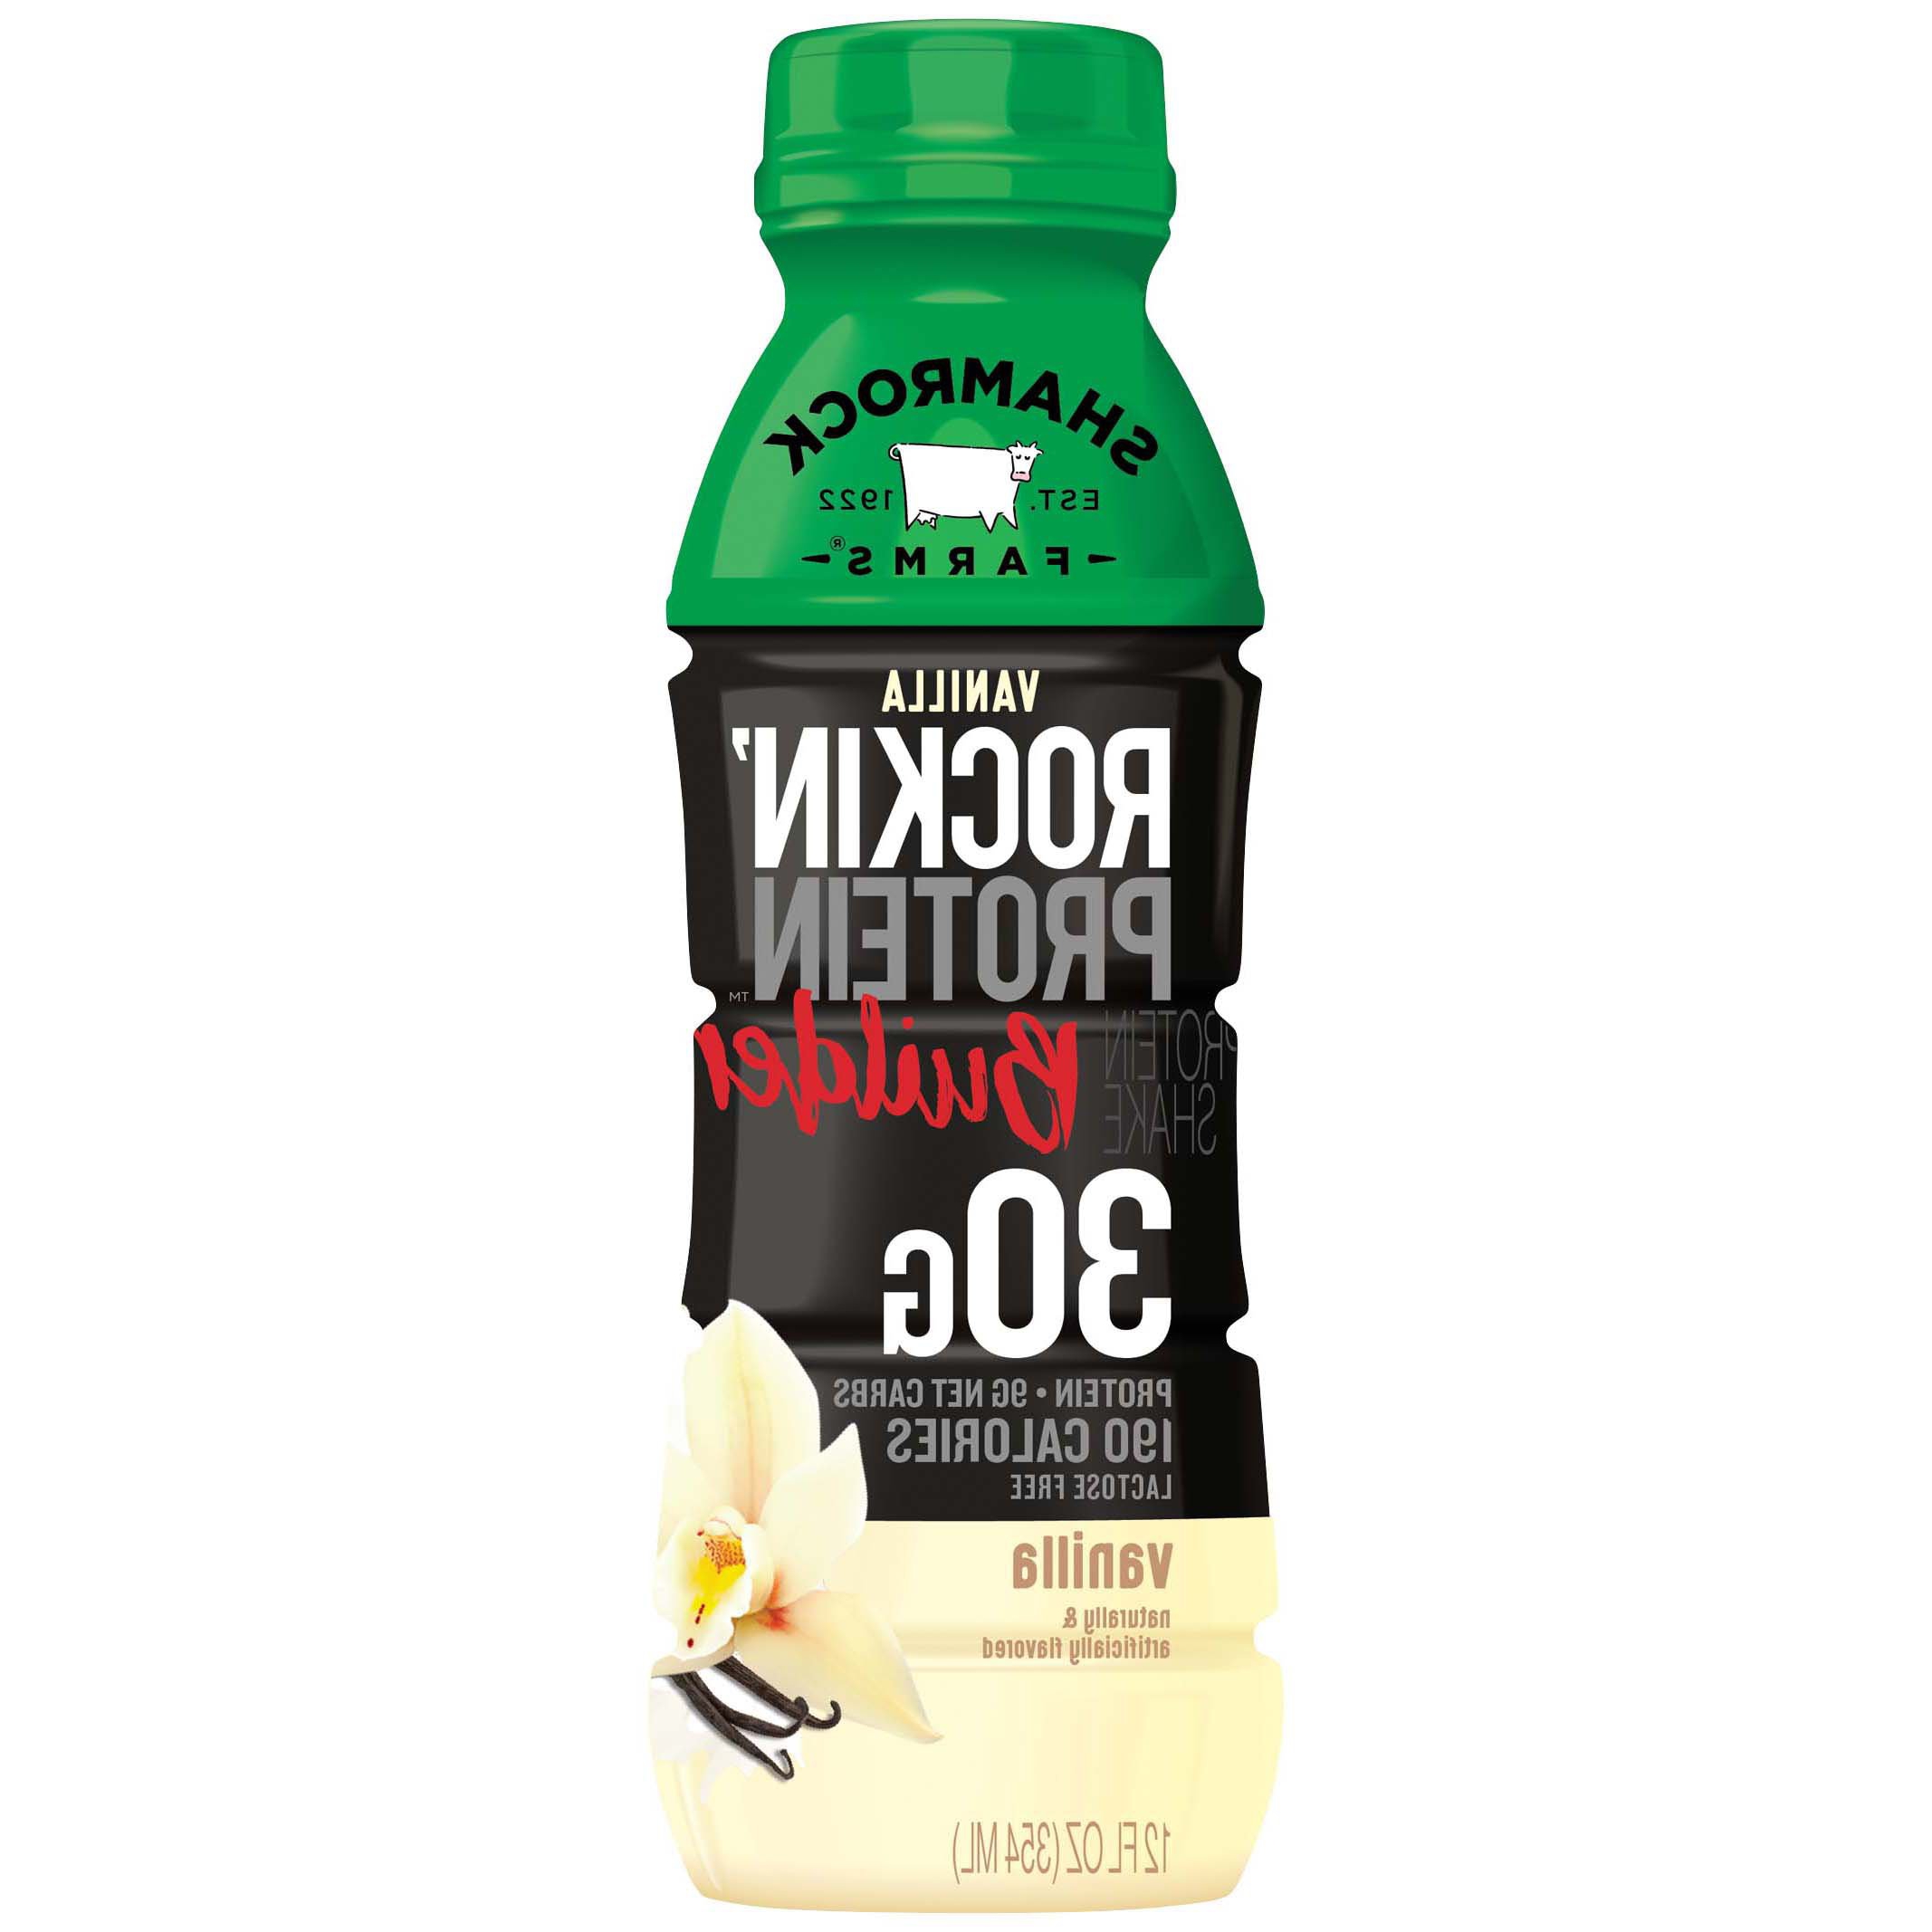 SHAMROCK
EST. 1922
FARMS®
VANILLA
ROCKIN'
PROTEIN™
Builder
PROTEIN
SHAKE
30G
PROTEIN • 9G NET CARBS
190 CALORIES
LACTOSE FREE
vanilla
naturally &
artificially flavored
12 FL OZ (354 ML)